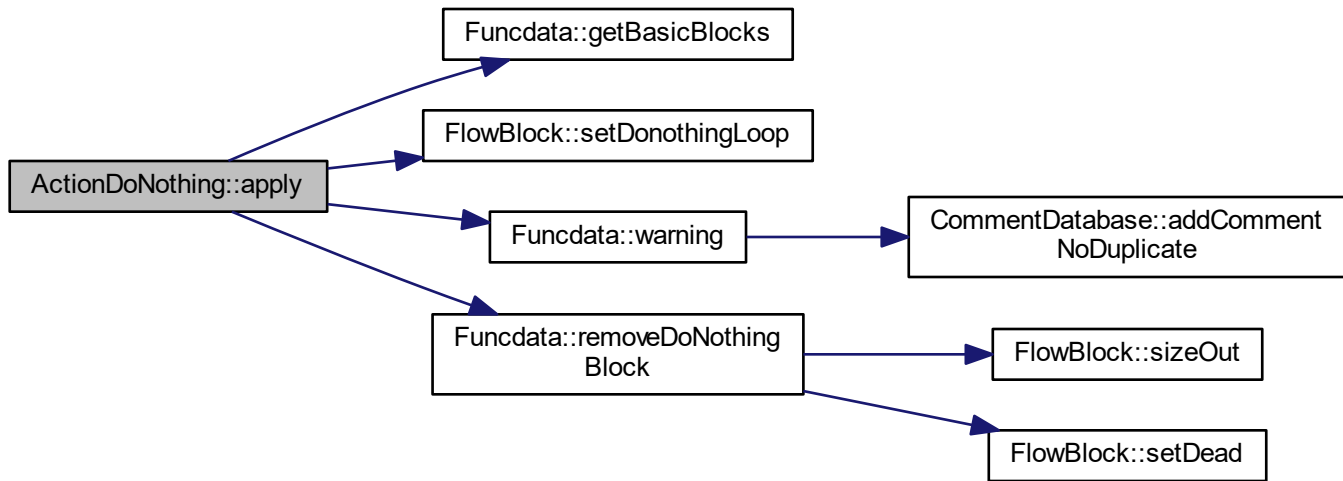 Funcdata::getBasicBlocks
FlowBlock::setDonothingLoop
ActionDoNothing::apply
Funcdata::warning
CommentDatabase::addComment
NoDuplicate
Funcdata::removeDoNothing
Block
FlowBlock::sizeOut
FlowBlock::setDead